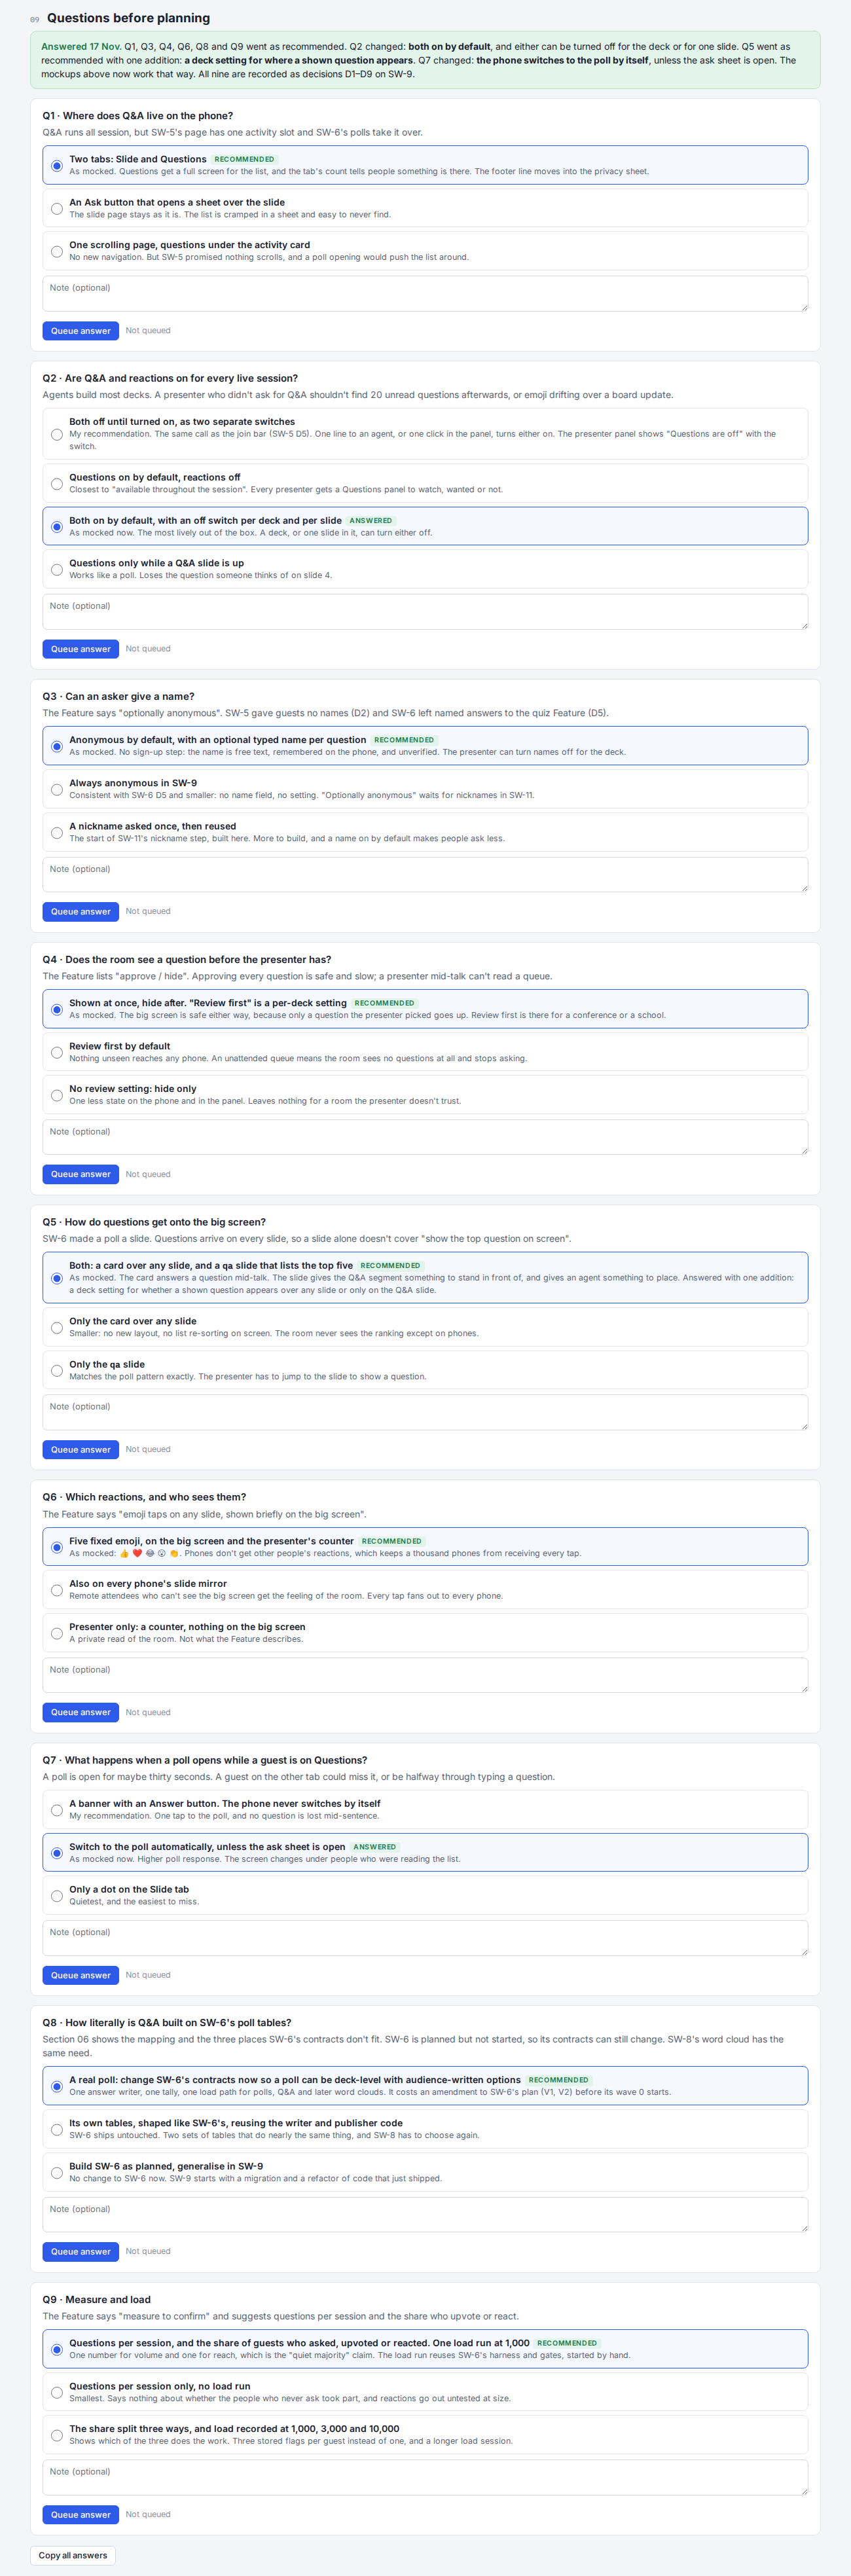 09 Questions before planning
Answered 17 Nov. Q1, Q3, Q4, Q6, Q8 and Q9 went as recommended. Q2 changed: both on by default, and either can be turned off for the deck or for one slide. Q5 went as
recommended with one addition: a deck setting for where a shown question appears. Q7 changed: the phone switches to the poll by itself, unless the ask sheet is open. The
mockups above now work that way. All nine are recorded as decisions D1–D9 on SW-9.
Q1 · Where does Q&A live on the phone?
Q&A runs all session, but SW-5's page has one activity slot and SW-6's polls take it over.
Two tabs: Slide and Questions RECOMMENDED
As mocked. Questions get a full screen for the list, and the tab's count tells people something is there. The footer line moves into the privacy sheet.
An Ask button that opens a sheet over the slide
The slide page stays as it is. The list is cramped in a sheet and easy to never find.
One scrolling page, questions under the activity card
No new navigation. But SW-5 promised nothing scrolls, and a poll opening would push the list around.
Note (optional)
Queue answer Not queued
Q2 · Are Q&A and reactions on for every live session?
Agents build most decks. A presenter who didn't ask for Q&A shouldn't find 20 unread questions afterwards, or emoji drifting over a board update.
Both off until turned on, as two separate switches
My recommendation. The same call as the join bar (SW-5 D5). One line to an agent, or one click in the panel, turns either on. The presenter panel shows "Questions are off" with the
switch.
Questions on by default, reactions off
Closest to "available throughout the session". Every presenter gets a Questions panel to watch, wanted or not.
Both on by default, with an off switch per deck and per slide ANSWERED
As mocked now. The most lively out of the box. A deck, or one slide in it, can turn either off.
Questions only while a Q&A slide is up
Works like a poll. Loses the question someone thinks of on slide 4.
Note (optional)
Queue answer Not queued
Q3 · Can an asker give a name?
The Feature says "optionally anonymous". SW-5 gave guests no names (D2) and SW-6 left named answers to the quiz Feature (D5).
Anonymous by default, with an optional typed name per question RECOMMENDED
As mocked. No sign-up step: the name is free text, remembered on the phone, and unverified. The presenter can turn names off for the deck.
Always anonymous in SW-9
Consistent with SW-6 D5 and smaller: no name field, no setting. "Optionally anonymous" waits for nicknames in SW-11.
A nickname asked once, then reused
The start of SW-11's nickname step, built here. More to build, and a name on by default makes people ask less.
Note (optional)
Queue answer Not queued
Q4 · Does the room see a question before the presenter has?
The Feature lists "approve / hide". Approving every question is safe and slow; a presenter mid-talk can't read a queue.
Shown at once, hide after. "Review first" is a per-deck setting RECOMMENDED
As mocked. The big screen is safe either way, because only a question the presenter picked goes up. Review first is there for a conference or a school.
Review first by default
Nothing unseen reaches any phone. An unattended queue means the room sees no questions at all and stops asking.
No review setting: hide only
One less state on the phone and in the panel. Leaves nothing for a room the presenter doesn't trust.
Note (optional)
Queue answer Not queued
Q5 · How do questions get onto the big screen?
SW-6 made a poll a slide. Questions arrive on every slide, so a slide alone doesn't cover "show the top question on screen".
Both: a card over any slide, and a qa slide that lists the top five RECOMMENDED
As mocked. The card answers a question mid-talk. The slide gives the Q&A segment something to stand in front of, and gives an agent something to place. Answered with one addition:
a deck setting for whether a shown question appears over any slide or only on the Q&A slide.
Only the card over any slide
Smaller: no new layout, no list re-sorting on screen. The room never sees the ranking except on phones.
Only the qa slide
Matches the poll pattern exactly. The presenter has to jump to the slide to show a question.
Note (optional)
Queue answer Not queued
Q6 · Which reactions, and who sees them?
The Feature says "emoji taps on any slide, shown briefly on the big screen".
Five fixed emoji, on the big screen and the presenter's counter RECOMMENDED
As mocked: 👍 ❤️ 😂 😮 👏. Phones don't get other people's reactions, which keeps a thousand phones from receiving every tap.
Also on every phone's slide mirror
Remote attendees who can't see the big screen get the feeling of the room. Every tap fans out to every phone.
Presenter only: a counter, nothing on the big screen
A private read of the room. Not what the Feature describes.
Note (optional)
Queue answer Not queued
Q7 · What happens when a poll opens while a guest is on Questions?
A poll is open for maybe thirty seconds. A guest on the other tab could miss it, or be halfway through typing a question.
A banner with an Answer button. The phone never switches by itself
My recommendation. One tap to the poll, and no question is lost mid-sentence.
Switch to the poll automatically, unless the ask sheet is open ANSWERED
As mocked now. Higher poll response. The screen changes under people who were reading the list.
Only a dot on the Slide tab
Quietest, and the easiest to miss.
Note (optional)
Queue answer Not queued
Q8 · How literally is Q&A built on SW-6's poll tables?
Section 06 shows the mapping and the three places SW-6's contracts don't fit. SW-6 is planned but not started, so its contracts can still change. SW-8's word cloud has the
same need.
A real poll: change SW-6's contracts now so a poll can be deck-level with audience-written options RECOMMENDED
One answer writer, one tally, one load path for polls, Q&A and later word clouds. It costs an amendment to SW-6's plan (V1, V2) before its wave 0 starts.
Its own tables, shaped like SW-6's, reusing the writer and publisher code
SW-6 ships untouched. Two sets of tables that do nearly the same thing, and SW-8 has to choose again.
Build SW-6 as planned, generalise in SW-9
No change to SW-6 now. SW-9 starts with a migration and a refactor of code that just shipped.
Note (optional)
Queue answer Not queued
Q9 · Measure and load
The Feature says "measure to confirm" and suggests questions per session and the share who upvote or react.
Questions per session, and the share of guests who asked, upvoted or reacted. One load run at 1,000 RECOMMENDED
One number for volume and one for reach, which is the "quiet majority" claim. The load run reuses SW-6's harness and gates, started by hand.
Questions per session only, no load run
Smallest. Says nothing about whether the people who never ask took part, and reactions go out untested at size.
The share split three ways, and load recorded at 1,000, 3,000 and 10,000
Shows which of the three does the work. Three stored flags per guest instead of one, and a longer load session.
Note (optional)
Queue answer Not queued
Copy all answers